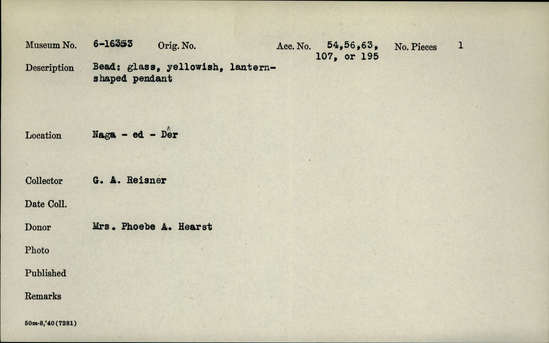 Museum No. 6-16353 Orig. No. Acc. No. 54,56,63, No. Pieces 1
107, or 195
Description Bead: glass, yellowish, lantern-
shaped pendant
Location Naga - ed - Dêr
Collector G. A. Reisner
Date Coll.
Donor Mrs. Phoebe A. Hearst
Photo
Published
Remarks
50m-8,'40(7281)